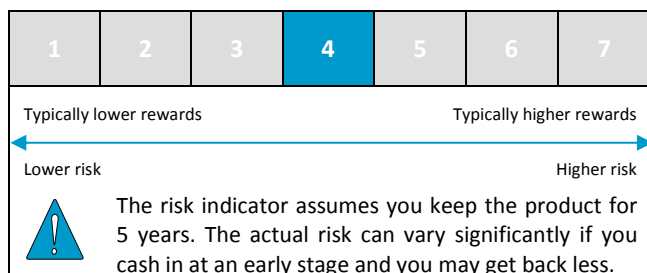 1 2 3 4 5 6 7
Typically lower rewards Typically higher rewards
Lower risk Higher risk
The risk indicator assumes you keep the product for
5 years. The actual risk can vary significantly if you
cash in at an early stage and you may get back less.